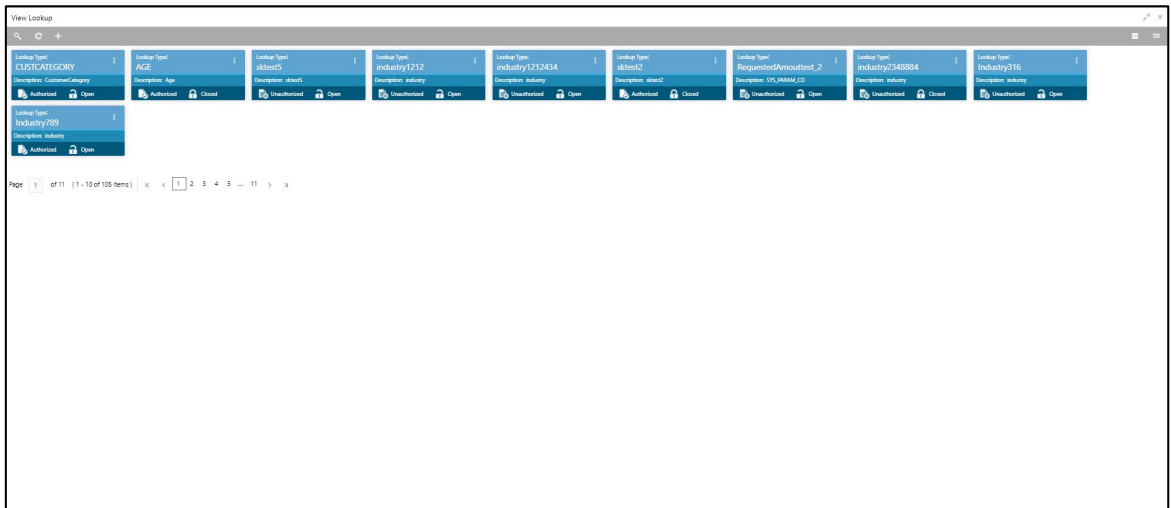 View Lookup
Lookup Type: Lookup Type: Lookup Type: Lookup Type: Lookup Type: Lookup Type: Lookup Type: Lookup Type: Lookup Type:
CUSTCATEGORY AGE sktest5 industry1212 industry1212434 sktest2 RequestedAmouttest_2 industry2348884 Industry316
Description: CustomerCategory Description: Age Description: sktest5 Description: industry Description: industry Description: sktest2 Description: SYS_PARAM_CD Description: industry Description: industry
Authorized Open Authorized Closed Unauthorized Open Unauthorized Open Unauthorized Open Authorized Closed Unauthorized Open Unauthorized Closed Unauthorized Open
Lookup Type:
Industry789
Description: industry
Authorized Open
Page 1 of 11 (1 - 10 of 105 items) 1 2 3 4 5 ... 11